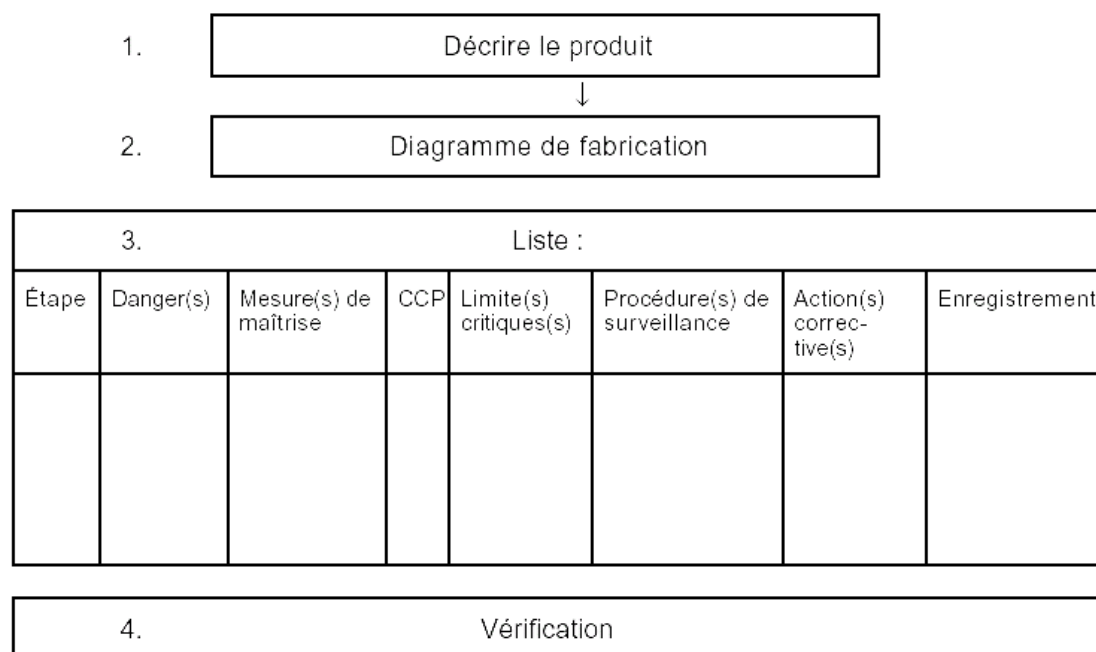 1. Décrire le produit
↓
2. Diagramme de fabrication
3. Liste :
Étape Danger(s) Mesure(s) de maîtrise CCP Limite(s) critiques(s) Procédure(s) de surveillance Action(s) correc-tive(s) Enregistrement
4. Vérification